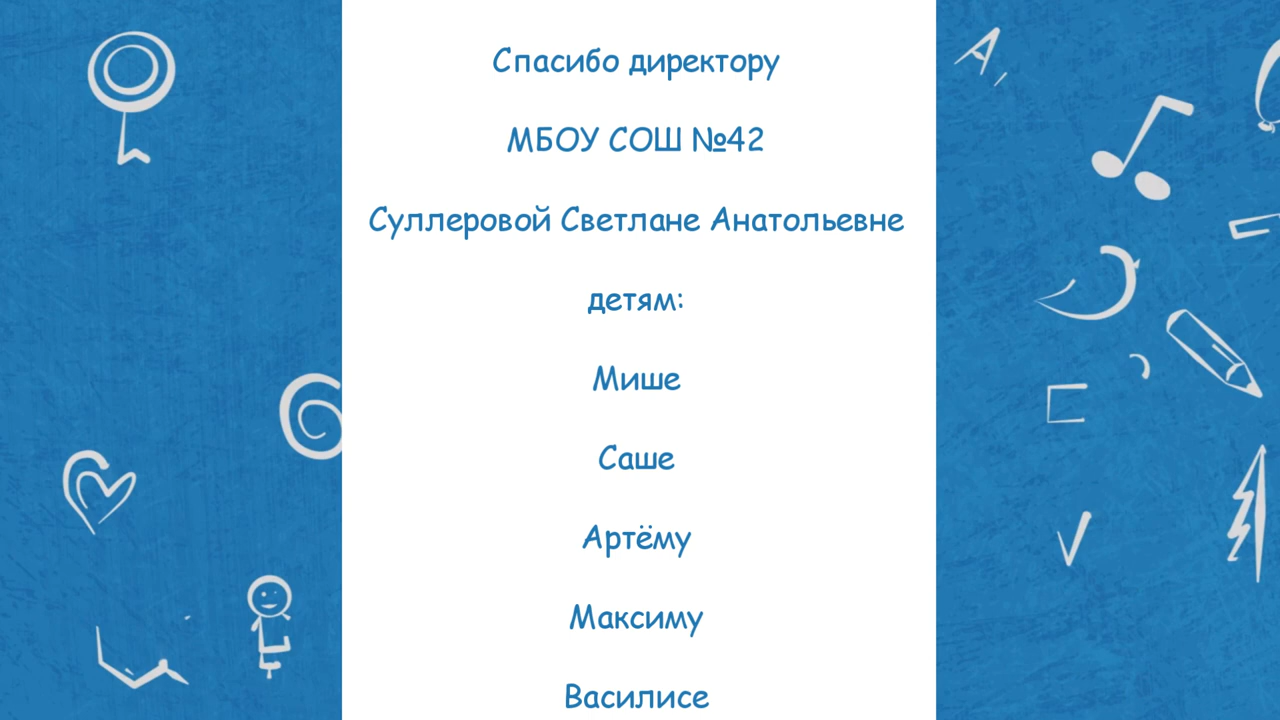 Спасибо директору
МБОУ СОШ №42
Суллеровой Светлане Анатольевне
детям:
Мише
Саше
Артёму
Максиму
Василисе